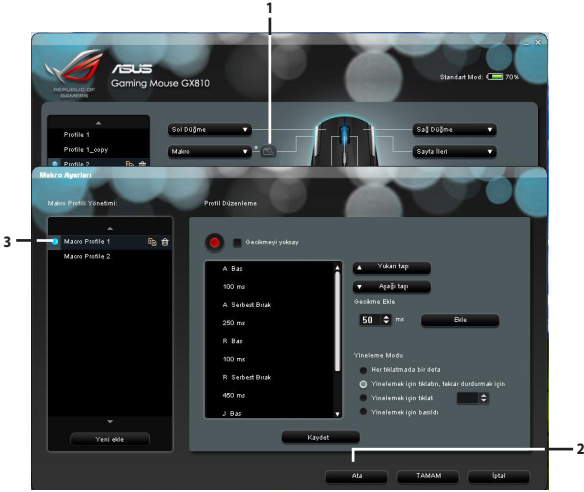 1
ASUS
Gaming Mouse GX810
REPUBLIC OF
GAMERS
Standart Mod: 70%
Profile 1
Profile 1_copy
Profile 2
Sol Düğme
Makro
Sağ Düğme
Sayfa İleri
Makro Ayarları
Makro Profili Yönetimi:
Profil Düzenleme
3
Macro Profile 1
Macro Profile 2
Yeni ekle
Gecikmeyi yoksay
A Bas
100 ms
A Serbest Bırak
250 ms
R Bas
100 ms
R Serbest Bırak
450 ms
J Bas
Yukarı taşı
Aşağı taşı
Gecikme Ekle
50 ms
Ekle
Yineleme Modu
Her tıklatmada bir defa
Yinelemek için tıklatın, tekrar durdurmak için
Yinelemek için tıklat
Yinelemek için basıldı
Kaydet
2
Ata
TAMAM
İptal